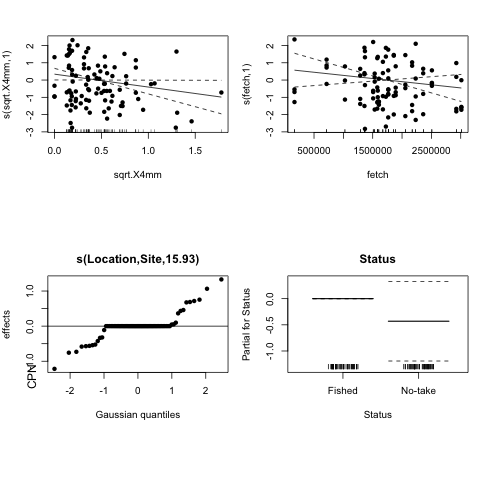 s(sqrt.X4mm,1)
2
1
0
-1
-2
-3
0.0 0.5 1.0 1.5
sqrt.X4mm
s(fetch,1)
2
1
0
-1
-2
-3
500000 1500000 2500000
fetch
s(Location,Site,15.93)
effects
1.0
0.0
-1.0
CPN
-2 -1 0 1 2
Gaussian quantiles
Status
Partial for Status
0.0
-0.5
-1.0
Fished No-take
Status